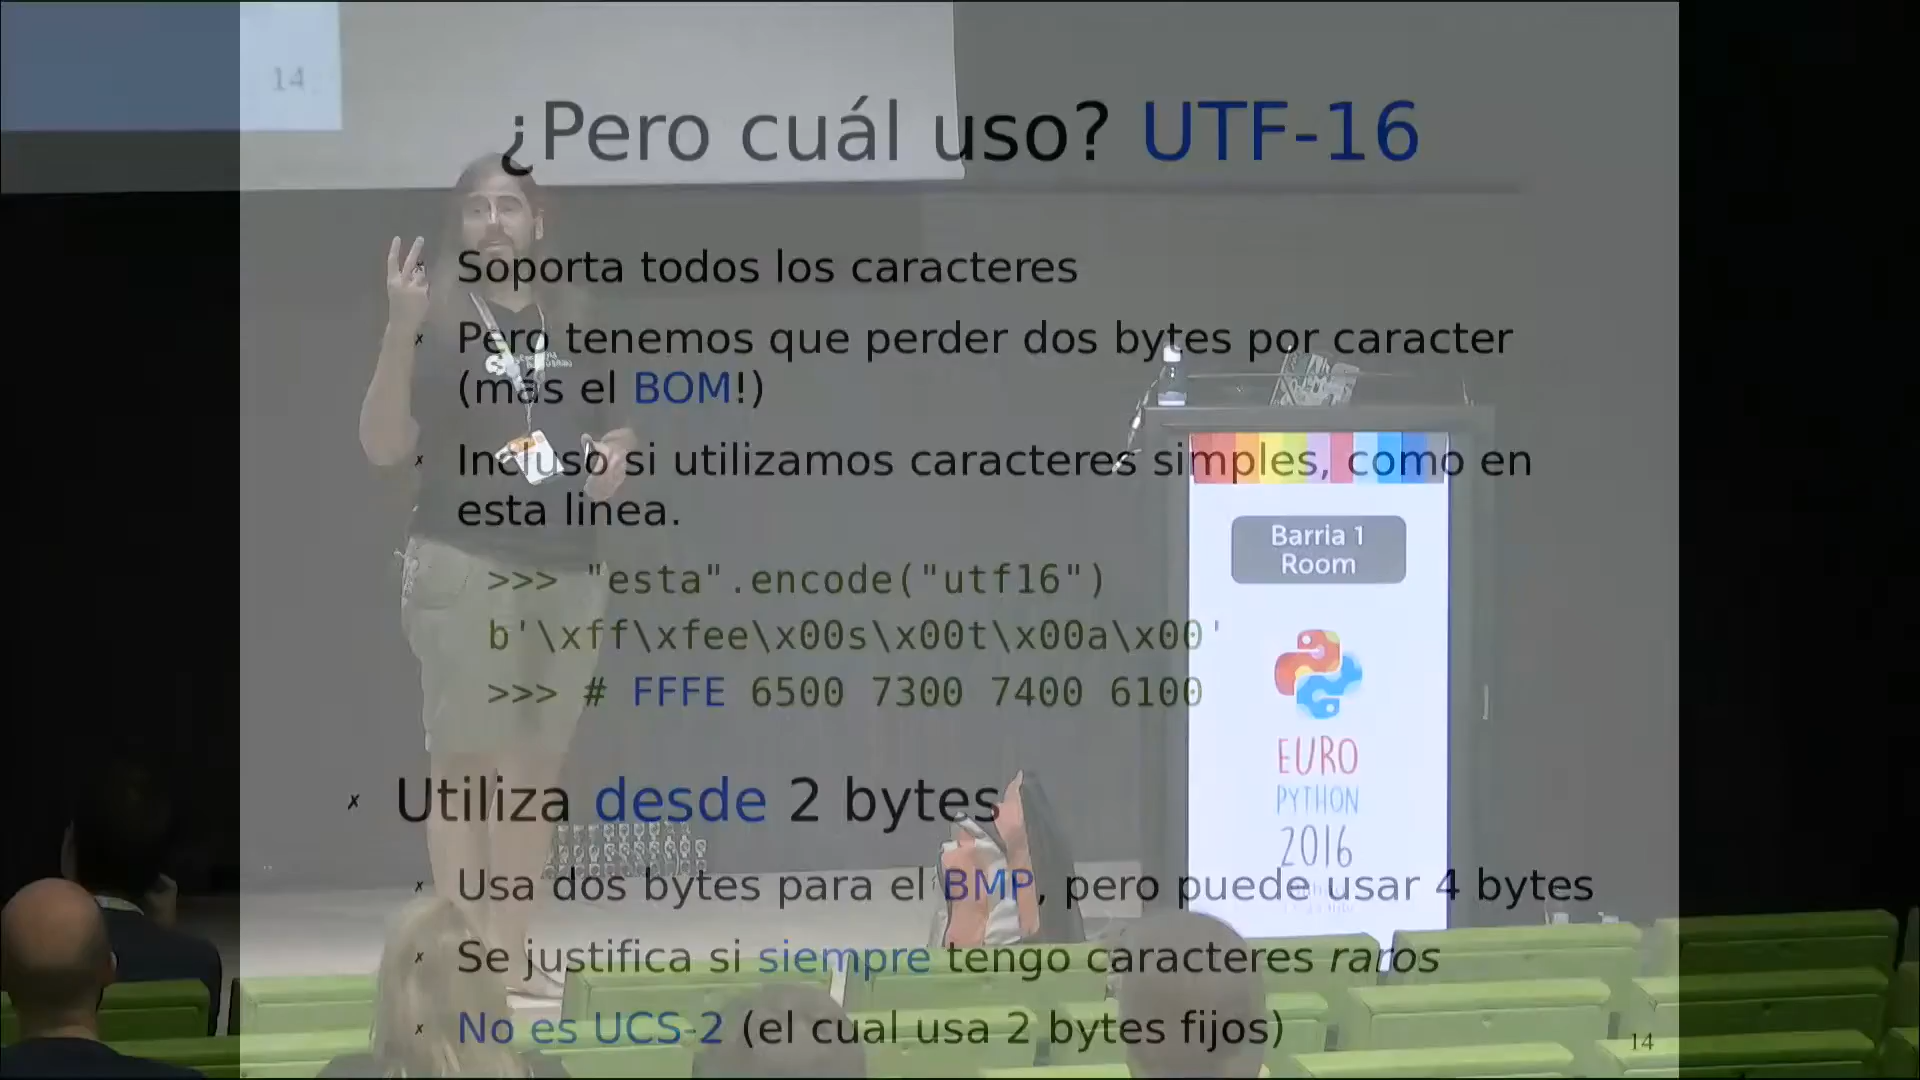 14
¿Pero cuál uso? UTF-16
Soporta todos los caracteres
Pero tenemos que perder dos bytes por caracter
(más el BOM!)
Incluso si utilizamos caracteres simples, como en
esta linea.
>>> "esta".encode("utf16")
b'\xff\xfee\x00s\x00t\x00a\x00'
>>> # FFFE 6500 7300 7400 6100
Utiliza desde 2 bytes
Usa dos bytes para el BMP, pero puede usar 4 bytes
Se justifica si siempre tengo caracteres raros
No es UCS-2 (el cual usa 2 bytes fijos)
14
Barria 1
Room
EURO
PYTHON
2016